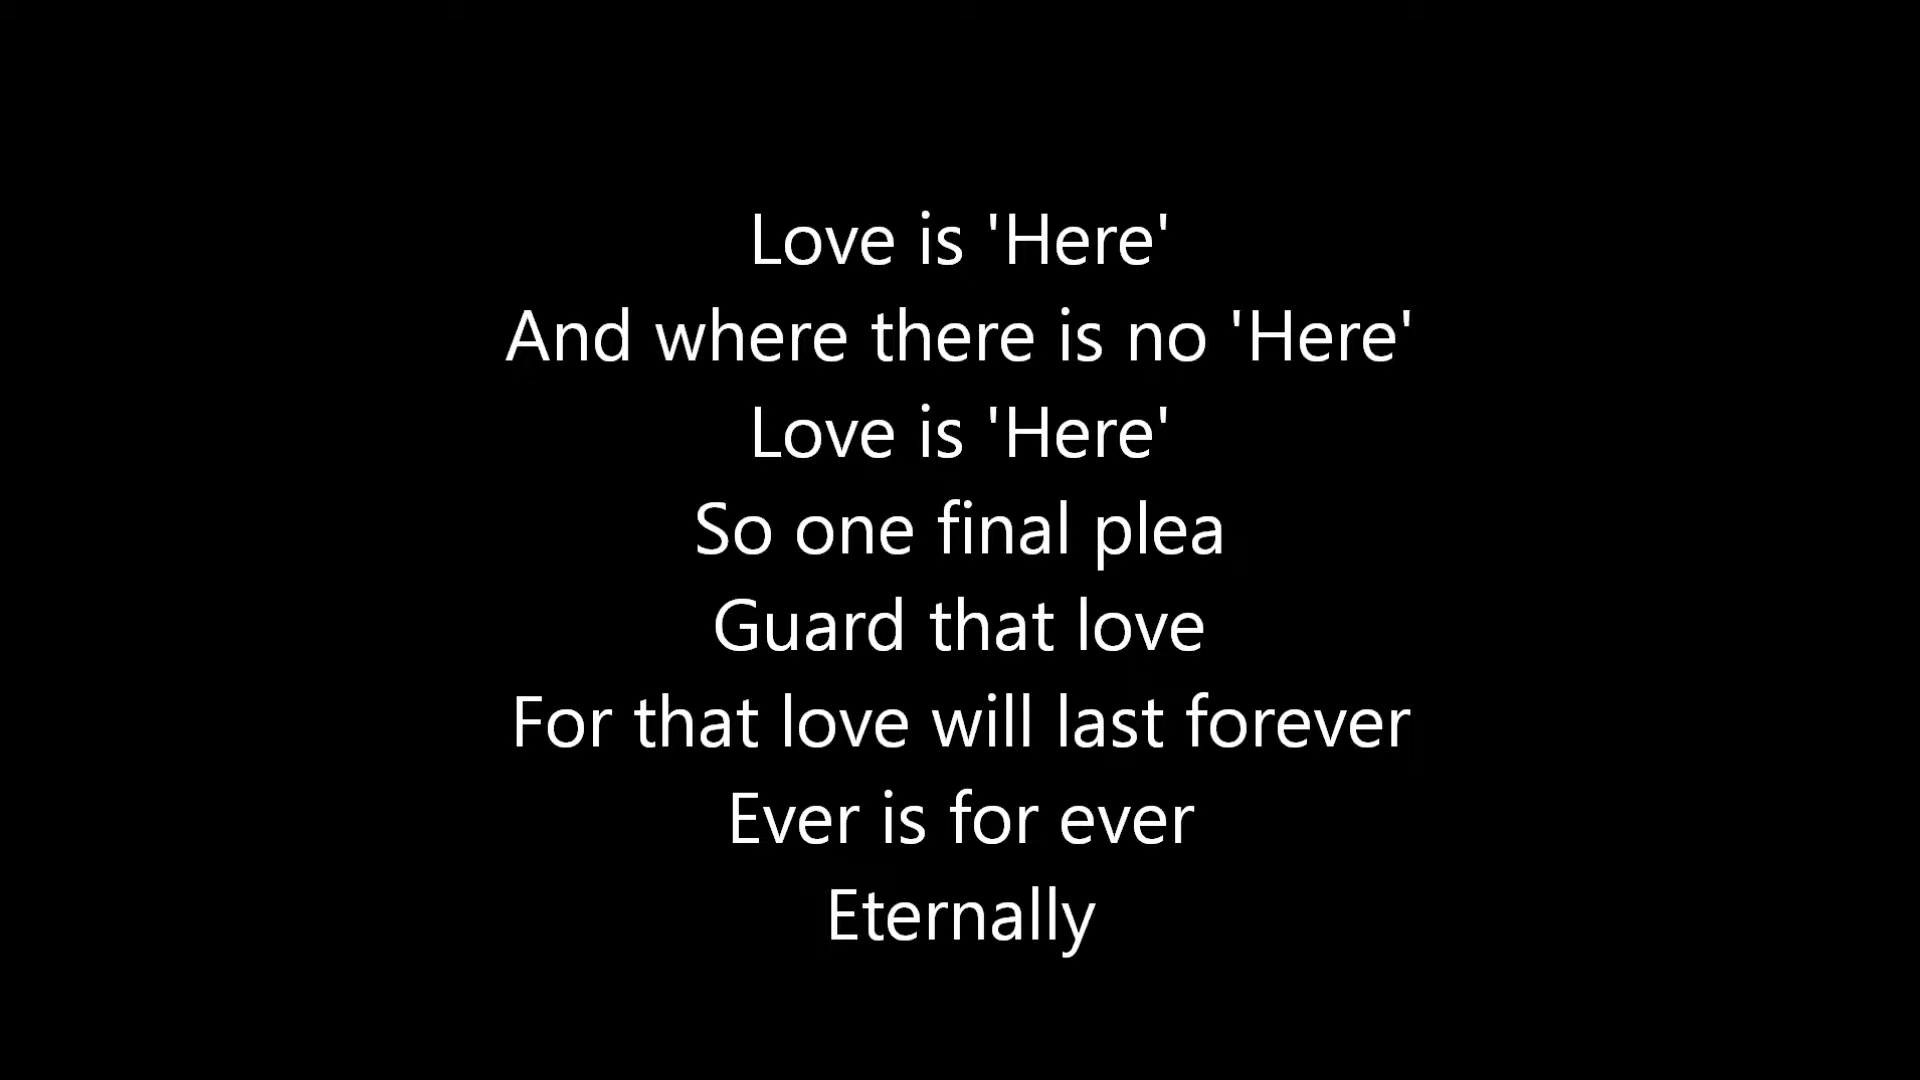 Love is 'Here'
And where there is no 'Here'
Love is 'Here'
So one final plea
Guard that love
For that love will last forever
Ever is for ever
Eternally